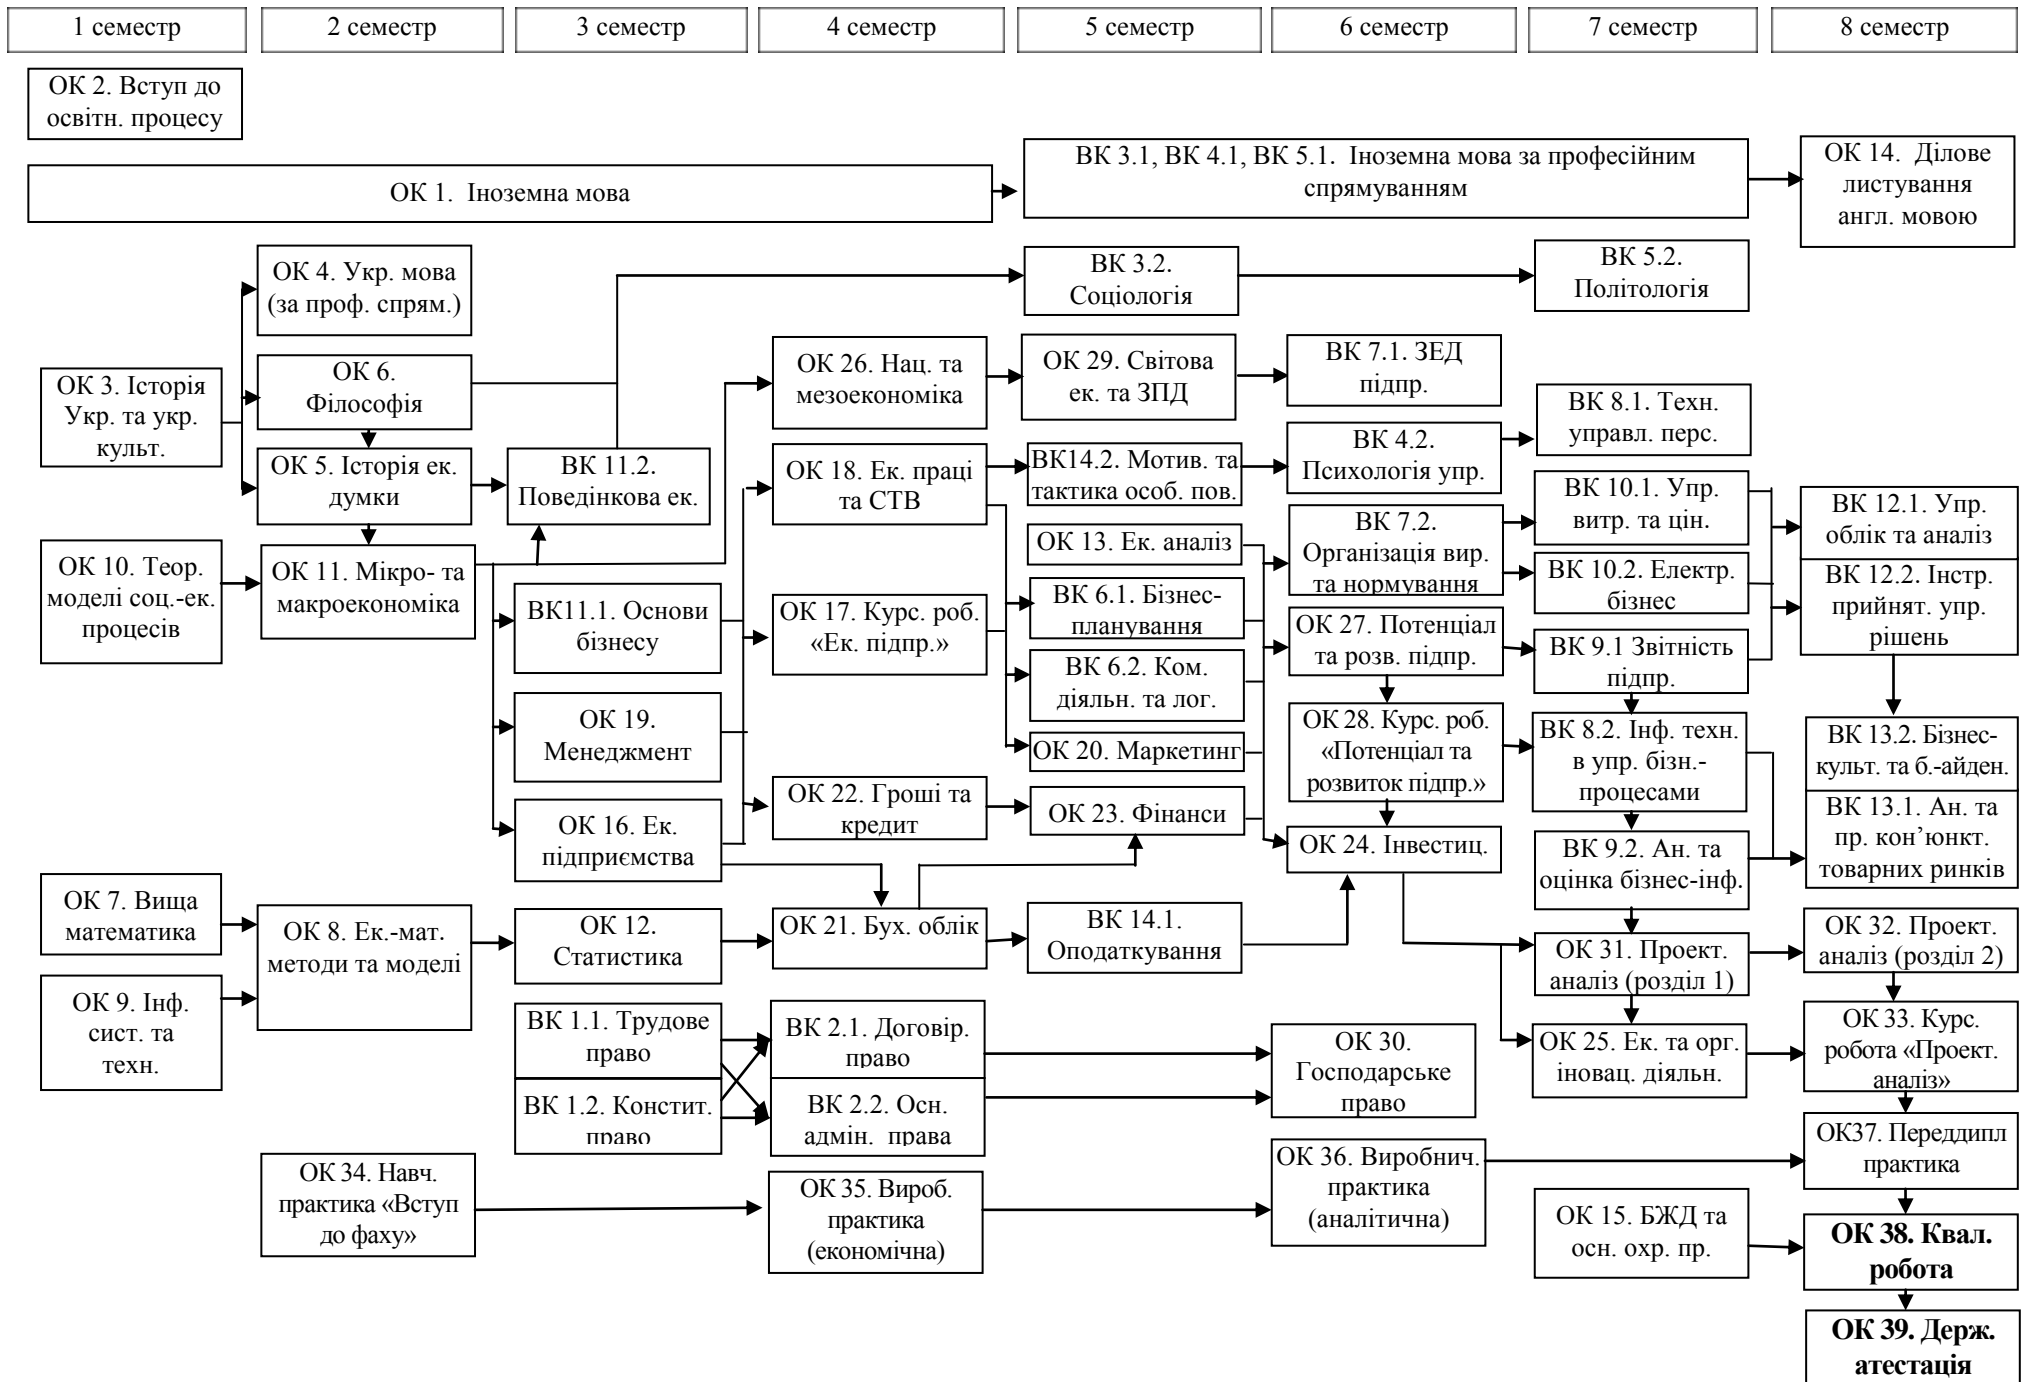 1 семестр
2 семестр
3 семестр
4 семестр
5 семестр
6 семестр
7 семестр
8 семестр
ОК 2. Вступ до
освітн. процесу
ОК 1. Іноземна мова
ВК 3.1, ВК 4.1, ВК 5.1. Іноземна мова за професійним
спрямуванням
ОК 14. Ділове
листування
англ. мовою
ОК 4. Укр. мова
(за проф. спрям.)
ВК 3.2.
Соціологія
ВК 5.2.
Політологія
ОК 3. Історія
Укр. та укр.
культ.
ОК 6.
Філософія
ОК 26. Нац. та
мезоекономіка
ОК 29. Світова
ек. та ЗПД
ВК 7.1. ЗЕД
підпр.
ВК 8.1. Техн.
управл. перс.
ОК 5. Історія ек.
думки
ВК 11.2.
Поведінкова ек.
ОК 18. Ек. праці
та СТВ
ВК14.2. Мотив. та
тактика особ. пов.
ВК 4.2.
Психологія упр.
ВК 10.1. Упр.
витр. та цін.
ВК 12.1. Упр.
облік та аналіз
ОК 10. Теор.
моделі соц.-ек.
процесів
ОК 11. Мікро- та
макроекономіка
ОК 13. Ек. аналіз
ВК 7.2.
Організація вир.
та нормування
ВК 10.2. Електр.
бізнес
ВК 12.2. Інстр.
прийнят. упр.
рішень
ВК11.1. Основи
бізнесу
ОК 17. Курс. роб.
«Ек. підпр.»
ВК 6.1. Бізнес-
планування
ОК 27. Потенціал
та розв. підпр.
ВК 9.1 Звітність
підпр.
ВК 6.2. Ком.
діяльн. та лог.
ОК 19.
Менеджмент
ОК 20. Маркетинг
ОК 28. Курс. роб.
«Потенціал та
розвиток підпр.»
ВК 8.2. Інф. техн.
в упр. бізн.-
процесами
ВК 13.2. Бізнес-
культ. та б.-айден.
ОК 16. Ек.
підприємства
ОК 22. Гроші та
кредит
ОК 23. Фінанси
ОК 24. Інвестиц.
ВК 9.2. Ан. та
оцінка бізнес-інф.
ВК 13.1. Ан. та
пр. кон’юнкт.
товарних ринків
ОК 7. Вища
математика
ОК 8. Ек.-мат.
методи та моделі
ОК 12.
Статистика
ОК 21. Бух. облік
ВК 14.1.
Оподаткування
ОК 31. Проект.
аналіз (розділ 1)
ОК 32. Проект.
аналіз (розділ 2)
ОК 9. Інф.
сист. та
техн.
ВК 1.1. Трудове
право
ВК 2.1. Договір.
право
ОК 30.
Господарське
право
ОК 25. Ек. та орг.
іновац. діяльн.
ОК 33. Курс.
робота «Проект.
аналіз»
ВК 1.2. Констит.
право
ВК 2.2. Осн.
адмін. права
ОК 34. Навч.
практика «Вступ
до фаху»
ОК 35. Вироб.
практика
(економічна)
ОК 36. Виробнич.
практика
(аналітична)
ОК37. Переддипл
практика
ОК 15. БЖД та
осн. охр. пр.
ОК 38. Квал.
робота
ОК 39. Держ.
атестація